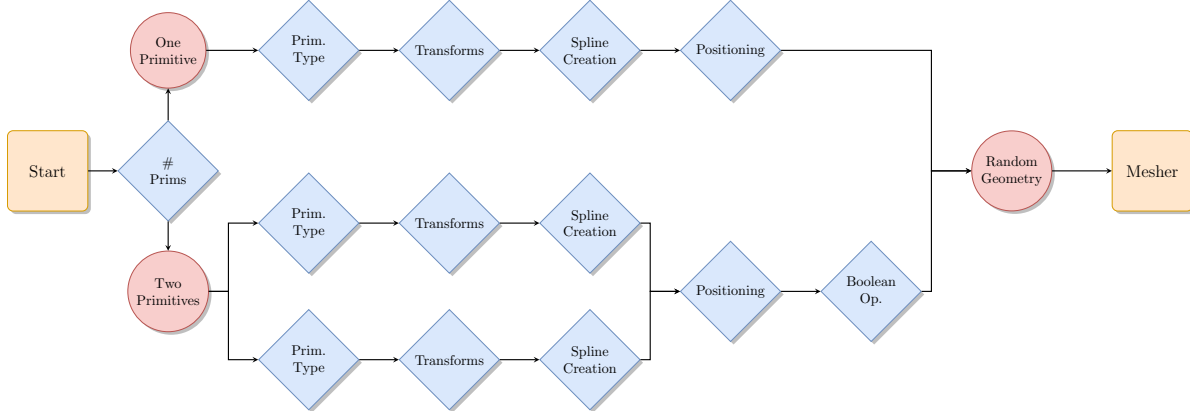 One
Primitive
Prim.
Type
Transforms
Spline
Creation
Positioning
Start
#
Prims
Random
Geometry
Mesher
Two
Primitives
Prim.
Type
Transforms
Spline
Creation
Positioning
Boolean
Op.
Prim.
Type
Transforms
Spline
Creation